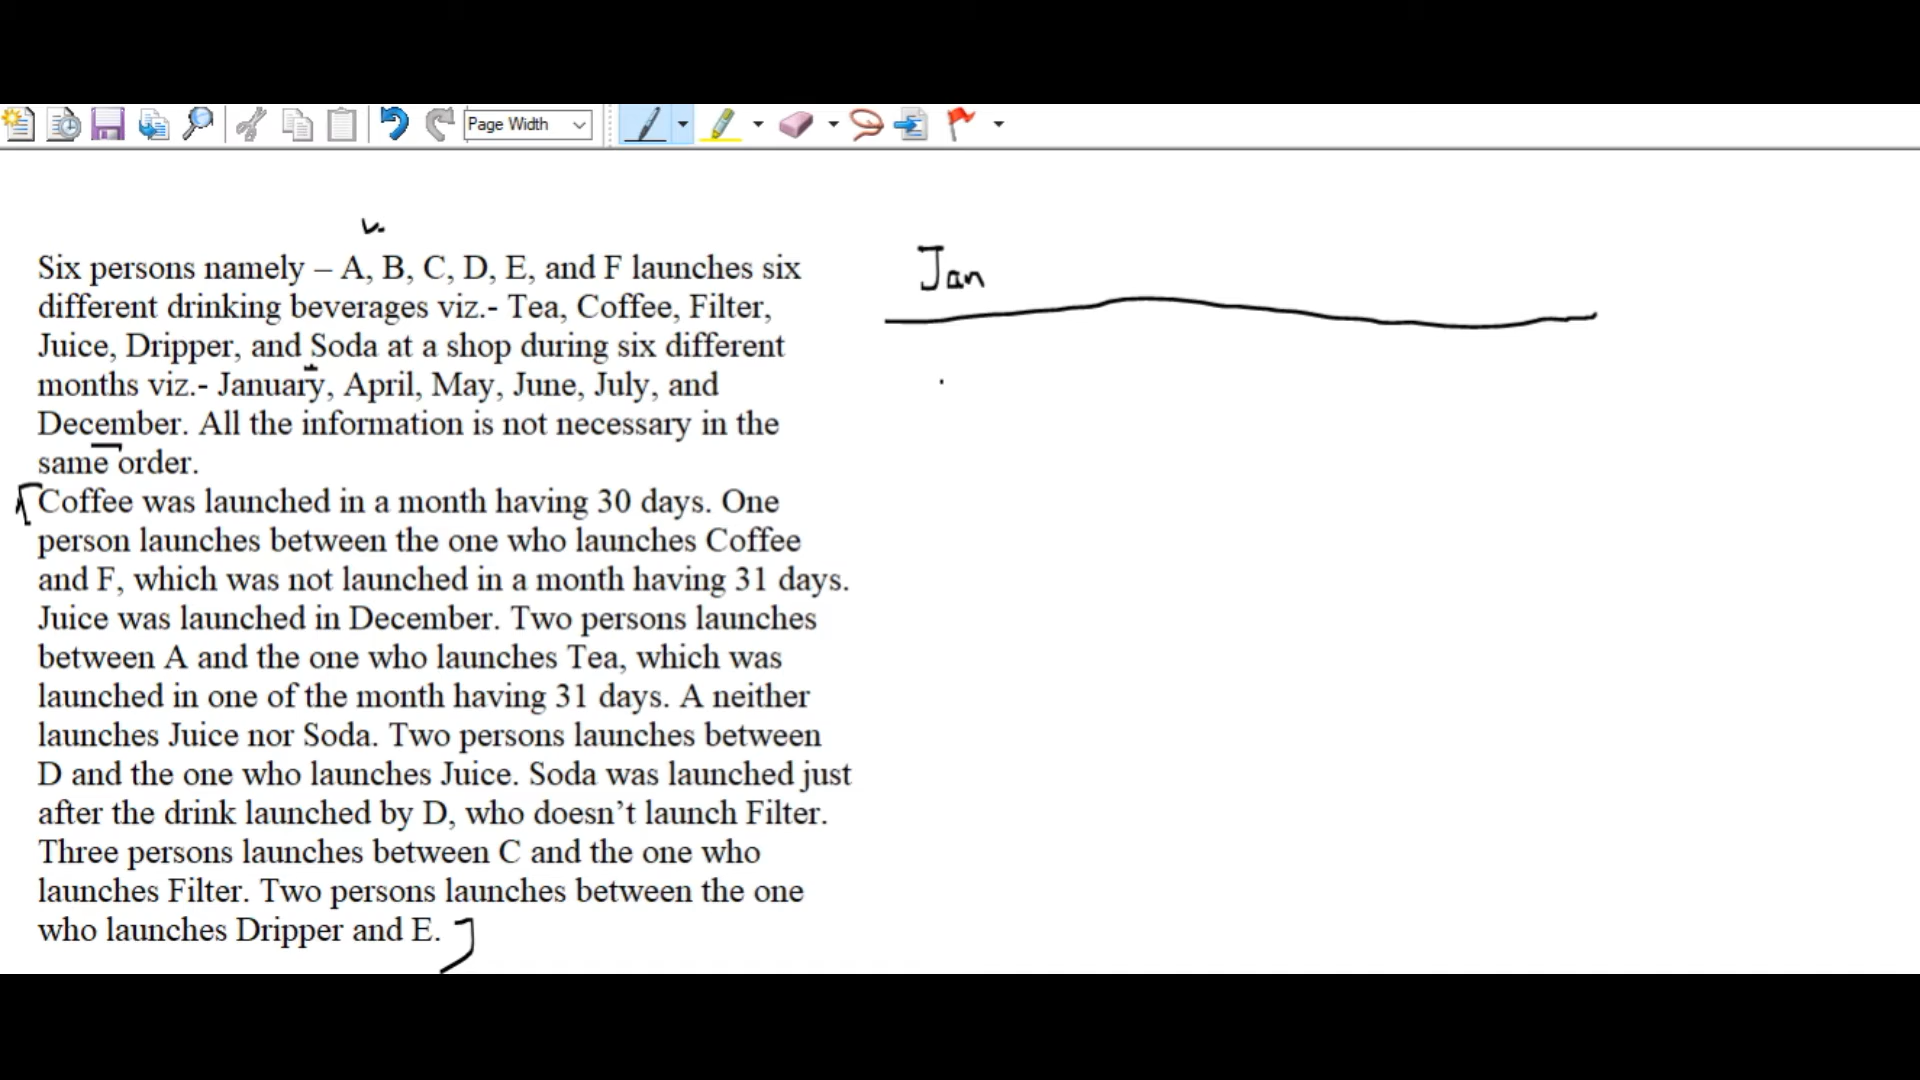 Page Width
Six persons namely – A, B, C, D, E, and F launches six
different drinking beverages viz.- Tea, Coffee, Filter,
Juice, Dripper, and Soda at a shop during six different
months viz.- January, April, May, June, July, and
December. All the information is not necessary in the
same order.
Coffee was launched in a month having 30 days. One
person launches between the one who launches Coffee
and F, which was not launched in a month having 31 days.
Juice was launched in December. Two persons launches
between A and the one who launches Tea, which was
launched in one of the month having 31 days. A neither
launches Juice nor Soda. Two persons launches between
D and the one who launches Juice. Soda was launched just
after the drink launched by D, who doesn’t launch Filter.
Three persons launches between C and the one who
launches Filter. Two persons launches between the one
who launches Dripper and E.
Jan